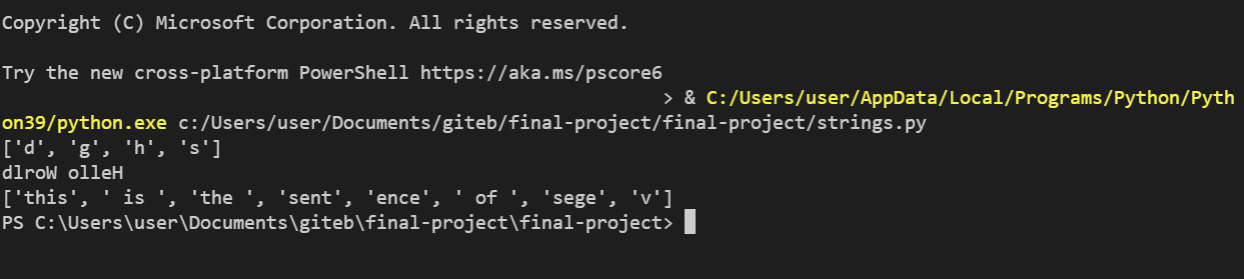 Copyright (C) Microsoft Corporation. All rights reserved.
Try the new cross-platform PowerShell https://aka.ms/pscore6
> & C:/Users/user/AppData/Local/Programs/Python/Pyth
on39/python.exe c:/Users/user/Documents/giteb/final-project/final-project/strings.py
['d', 'g', 'h', 's']
dlroW olleH
['this', ' is ', 'the ', 'sent', 'ence', ' of ', 'sege', 'v']
PS C:\Users\user\Documents\giteb\final-project\final-project>